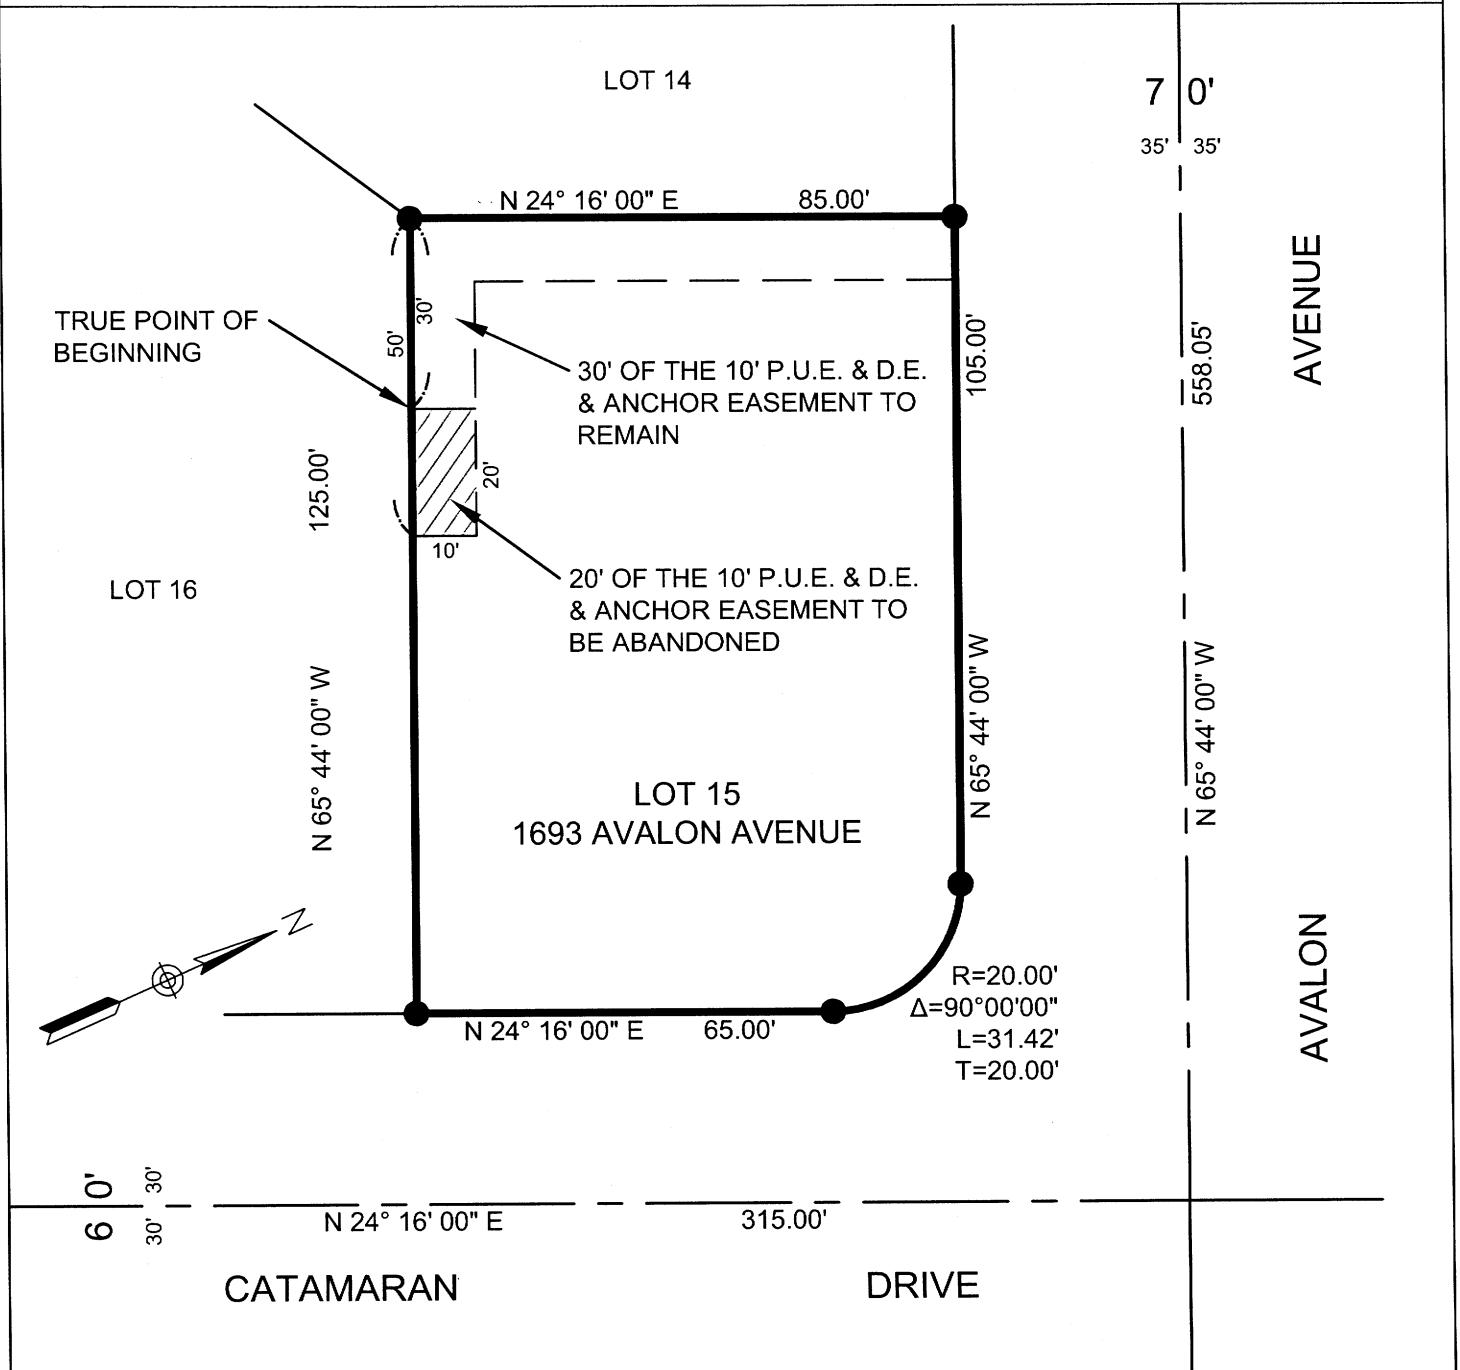 LOT 14
7 0'
35' 35'
N 24° 16' 00" E 85.00'
AVENUE
TRUE POINT OF
BEGINNING
50'
30'
30' OF THE 10' P.U.E. & D.E.
& ANCHOR EASEMENT TO
REMAIN
105.00'
558.05'
125.00'
20'
10'
LOT 16
20' OF THE 10' P.U.E. & D.E.
& ANCHOR EASEMENT TO
BE ABANDONED
N 65° 44' 00" W
N 65° 44' 00" W
N 65° 44' 00" W
LOT 15
1693 AVALON AVENUE
N
AVALON
R=20.00'
Δ=90°00'00"
L=31.42'
T=20.00'
N 24° 16' 00" E 65.00'
6 0'
30'
30'
N 24° 16' 00" E 315.00'
CATAMARAN DRIVE